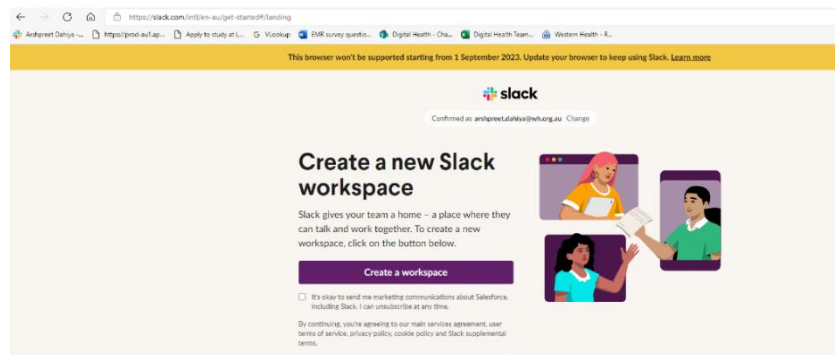 https://slack.com/intl/en-au/get-started#/landing
Arshpreet Dahiya -...
https://prod-au1.ap...
Apply to study at L...
VLookup
EMR survey questio...
Digital Health - Cha...
Digital Health Team...
Western Health - R...
This browser won't be supported starting from 1 September 2023. Update your browser to keep using Slack. Learn more
slack
Confirmed as arshpreet.dahiya@wh.org.au Change
Create a new Slack
workspace
Slack gives your team a home – a place where they
can talk and work together. To create a new
workspace, click on the button below.
Create a workspace
It's okay to send me marketing communications about Salesforce,
including Slack. I can unsubscribe at any time.
By continuing, you're agreeing to our main services agreement, user
terms of service, privacy policy, cookie policy and Slack supplemental
terms.